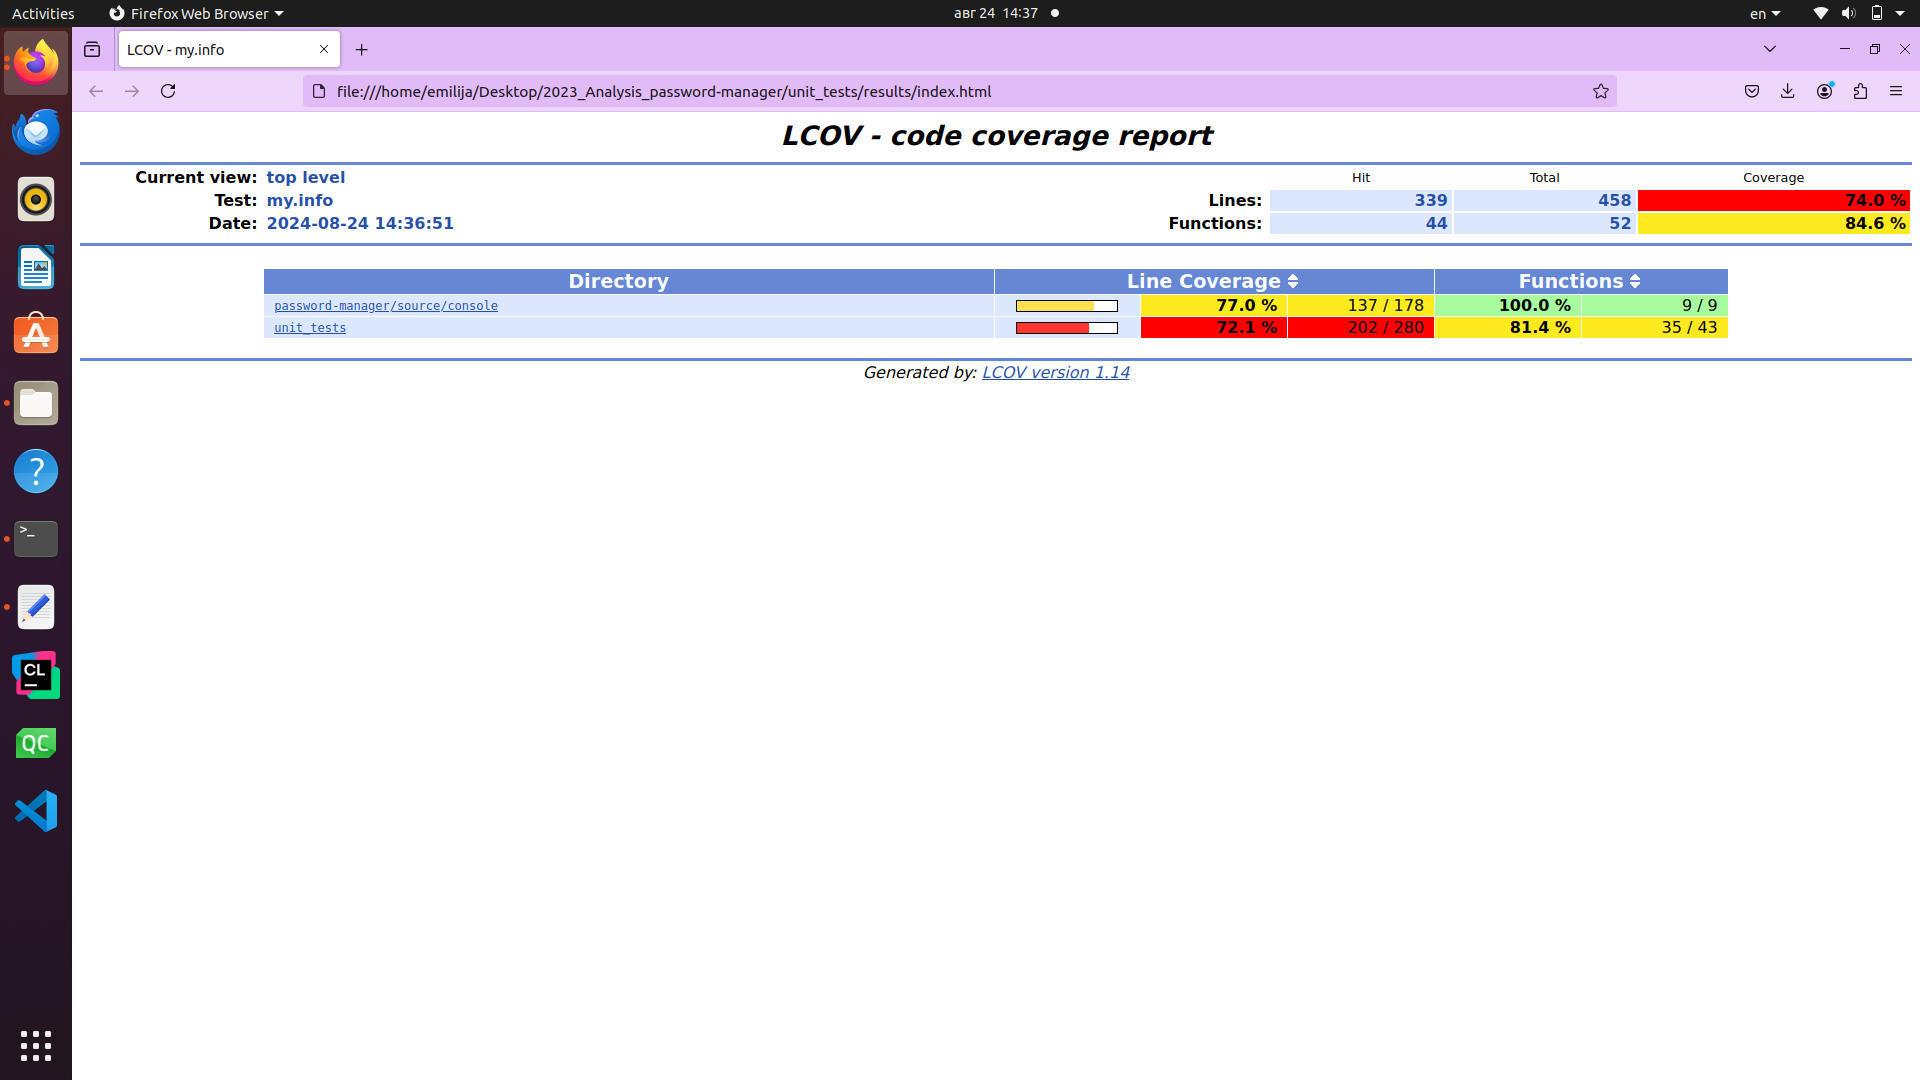 Activities Firefox Web Browser авг 24 14:37 en
LCOV - my.info
file:///home/emilija/Desktop/2023_Analysis_password-manager/unit_tests/results/index.html
LCOV - code coverage report
Current view: top level Hit Total Coverage
Test: my.info Lines: 339 458 74.0 %
Date: 2024-08-24 14:36:51 Functions: 44 52 84.6 %
Directory Line Coverage Functions
password-manager/source/console 77.0 % 137 / 178 100.0 % 9 / 9
unit_tests 72.1 % 202 / 280 81.4 % 35 / 43
Generated by: LCOV version 1.14
?
>_
CL
QC